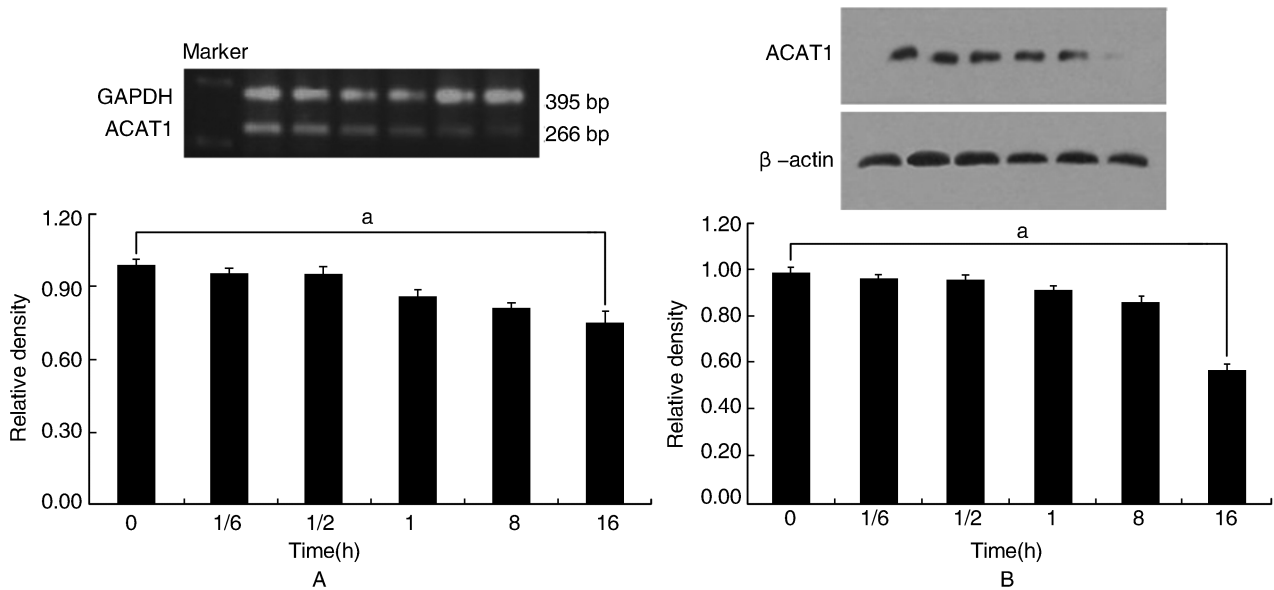 Marker
GAPDH
395 bp
ACAT1
266 bp
a
1.20
0.90
0.60
0.30
0.00
Relative density
0 1/6 1/2 1 8 16
Time(h)
A
ACAT1
β -actin
a
1.20
1.00
0.80
0.60
0.40
0.20
0.00
Relative density
0 1/6 1/2 1 8 16
Time(h)
B